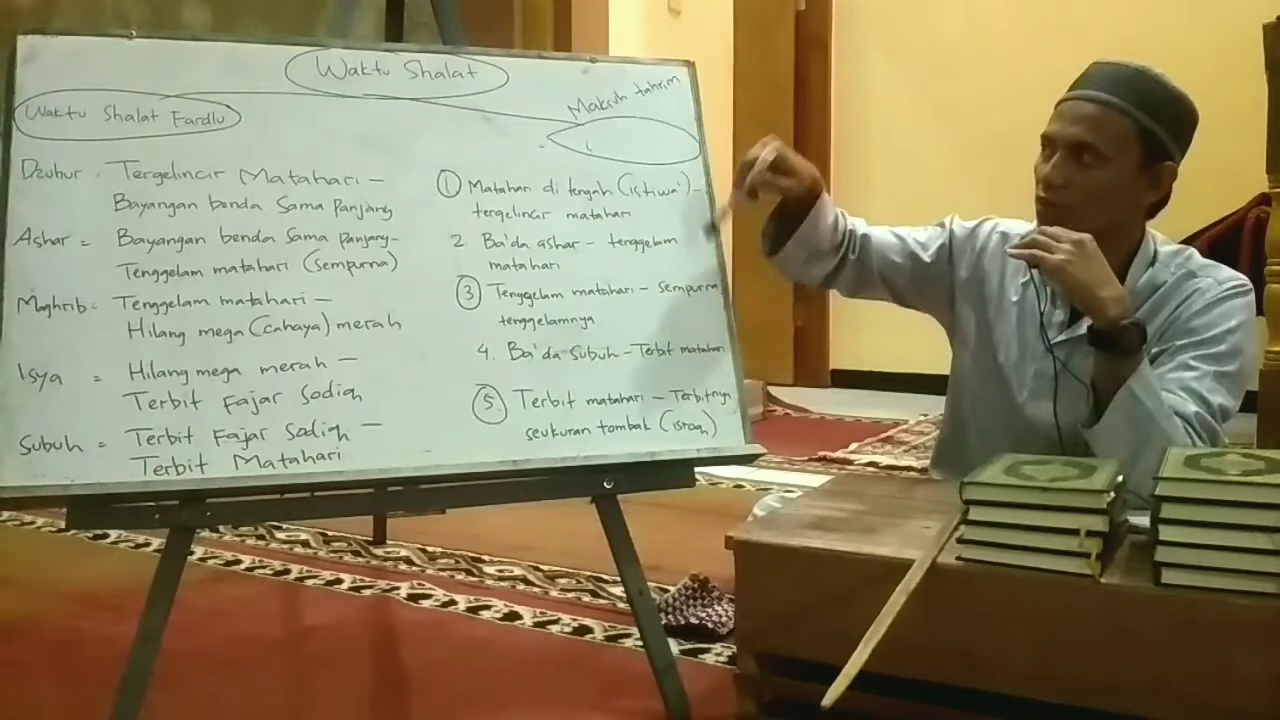 Waktu Shalat
Waktu Shalat Fardlu
Dzuhur = Tergelincir Matahari -
Bayangan benda Sama Panjang
Ashar = Bayangan benda Sama Panjang -
Tenggelam matahari (sempurna)
Maghrib = Tenggelam matahari -
Hilang mega (cahaya) merah
Isya = Hilang mega merah -
Terbit Fajar Sodiq
Subuh = Terbit Fajar Sodiq -
Terbit Matahari
Makruh tahrim
1 Matahari di tengah (istiwa') -
tergelincir matahari
2 Ba'da ashar - tenggelam
matahari
3 Tenggelam matahari - sempurna
tenggelamnya
4. Ba'da Subuh - Terbit matahari
5. Terbit matahari - Terbitnya
seukuran tombak (isroq)